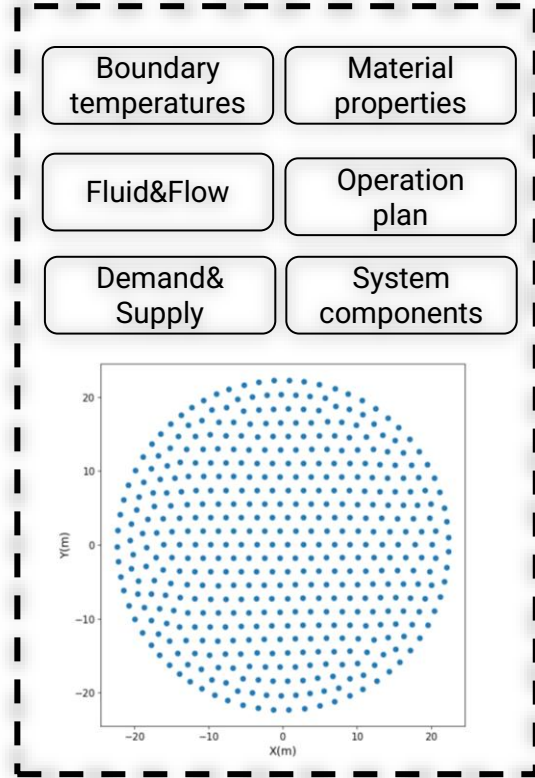 Boundary
temperatures
Material
properties
Fluid&Flow
Operation
plan
Demand&
Supply
System
components
20
10
0
−10
−20
Y(m)
−20
−10
0
10
20
X(m)